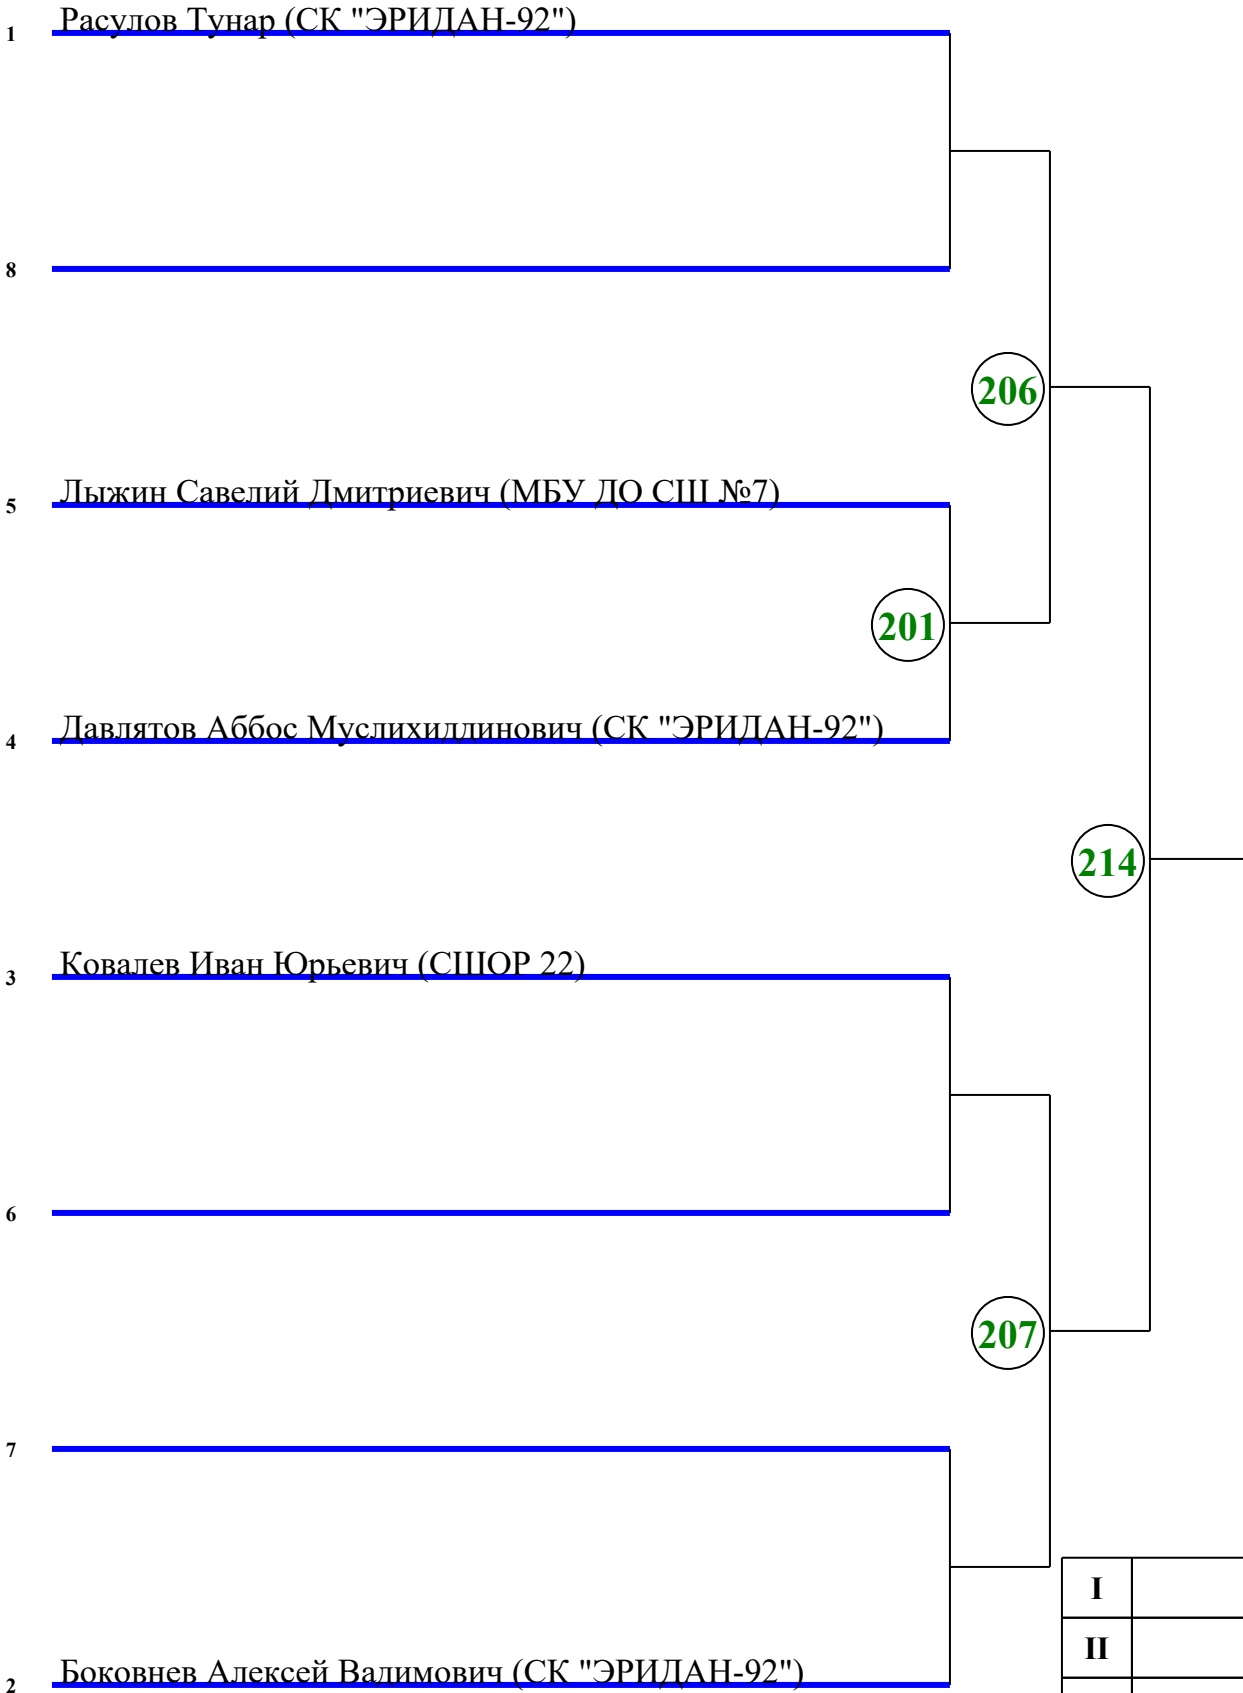 1 Расулов Тунар (СК "ЭРИДАН-92")
8
206
5 Лыжин Савелий Дмитриевич (МБУ ДО СШ №7)
201
4 Давлятов Аббос Муслихиддинович (СК "ЭРИДАН-92")
214
3 Ковалев Иван Юрьевич (СШОР 22)
6
207
7
I
II
2 Боковнев Алексей Вадимович (СК "ЭРИДАН-92")